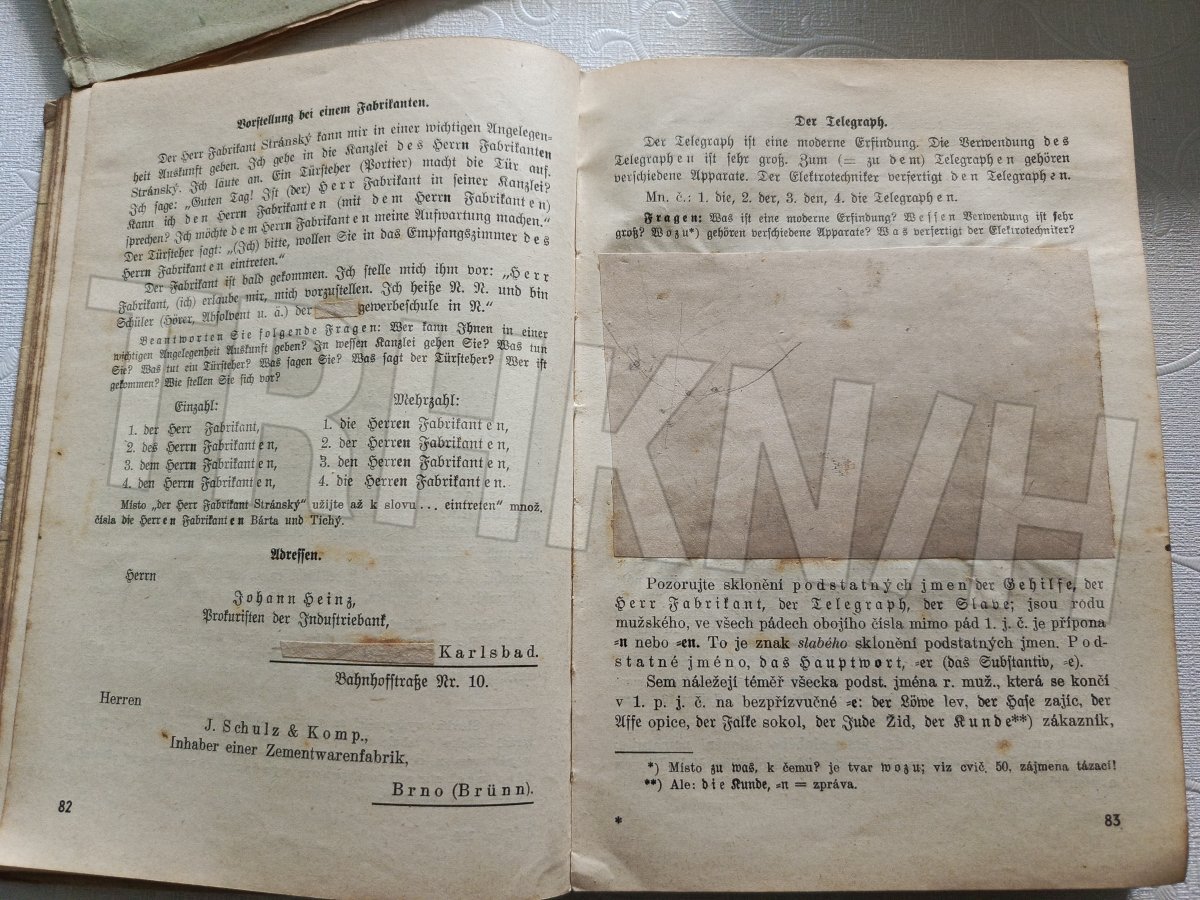 Vorstellung bei einem Fabrikanten.
Der Herr Fabrikant Stránský kann mir in einer wichtigen Angelegen-
heit Auskunft geben. Ich gehe in die Kanzlei des Herrn Fabrikanten
Stránský. Ich läute an. Ein Türsteher (Portier) macht die Tür auf.
Ich sage: „Guten Tag! Ist (der) Herr Fabrikant in seiner Kanzlei?
Kann ich den Herrn Fabrikanten (mit dem Herrn Fabrikanten)
sprechen? Ich möchte dem Herrn Fabrikanten meine Aufwartung machen.“
Der Türsteher sagt: „(Ich) bitte, wollen Sie in das Empfangszimmer des
Herrn Fabrikanten eintreten.“
Der Fabrikant ist bald gekommen. Ich stelle mich ihm vor: „Herr
Fabrikant, (ich) erlaube mir, mich vorzustellen. Ich heiße N. N. und bin
Schüler (Hörer, Absolvent u. ä.) der gewerbeschule in N.“
Beantworten Sie folgende Fragen: Wer kann Ihnen in einer
wichtigen Angelegenheit Auskunft geben? In wessen Kanzlei gehen Sie? Was tun
Sie? Was tut ein Türsteher? Was sagen Sie? Was sagt der Türsteher? Wer ist
gekommen? Wie stellen Sie sich vor?
Einzahl: Mehrzahl:
1. der Herr Fabrikant, 1. die Herren Fabrikanten,
2. des Herrn Fabrikanten, 2. der Herren Fabrikanten,
3. dem Herrn Fabrikanten, 3. den Herren Fabrikanten,
4. den Herrn Fabrikanten, 4. die Herren Fabrikanten.
Místo „der Herr Fabrikant Stránský“ užijte až k slovu... eintreten“ množ.
čísla die Herren Fabrikanten Bárta und Tichý.
Adressen.
Herrn
Johann Heinz,
Prokuristen der Industriebank,
Karlsbad.
Bahnhofstraße Nr. 10.
Herren
J. Schulz & Komp.,
Inhaber einer Zementwarenfabrik,
Brno (Brünn).
82
Der Telegraph.
Der Telegraph ist eine moderne Erfindung. Die Verwendung des
Telegraphen ist sehr groß. Zum (= zu dem) Telegraphen gehören
verschiedene Apparate. Der Elektrotechniker verfertigt den Telegraphen.
Mn. č.: 1. die, 2. der, 3. den, 4. die Telegraphen.
Fragen: Was ist eine moderne Erfindung? Wessen Verwendung ist sehr
groß? Wozu*) gehören verschiedene Apparate? Was verfertigt der Elektrotechniker?
Pozorujte sklonění podstatných jmen der Gehilfe, der
Herr Fabrikant, der Telegraph, der Slave; jsou rodu
mužského, ve všech pádech obojího čísla mimo pád 1. j. č. je přípona
=n nebo =en. To je znak slabého sklonění podstatných jmen. Pod-
statné jméno, das Hauptwort, =er (das Substantiv, =e).
Sem náležejí téměř všecka podst. jména r. muž., která se končí
v 1. p. j. č. na bezpřízvučné =e: der Löwe lev, der Hase zajíc, der
Affe opice, der Falke sokol, der Jude Žid, der Kunde**) zákazník,
*) Místo zu was, k čemu? je tvar wozu; viz cvič. 50, zájmena tázací!
**) Ale: die Kunde, =n = zpráva.
* 83
TRHKNIH